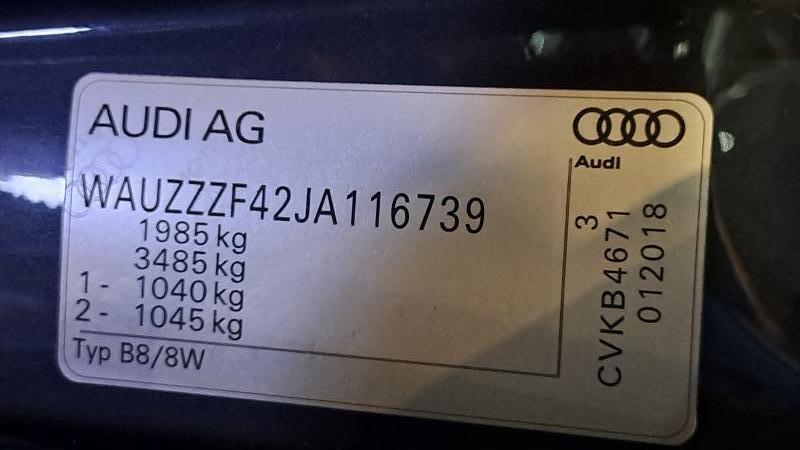 AUDI AG
Audi
WAUZZZF42JA116739
1985 kg
3485 kg
1 - 1040 kg
2 - 1045 kg
Typ B8/8W
3
CVKB4671
012018